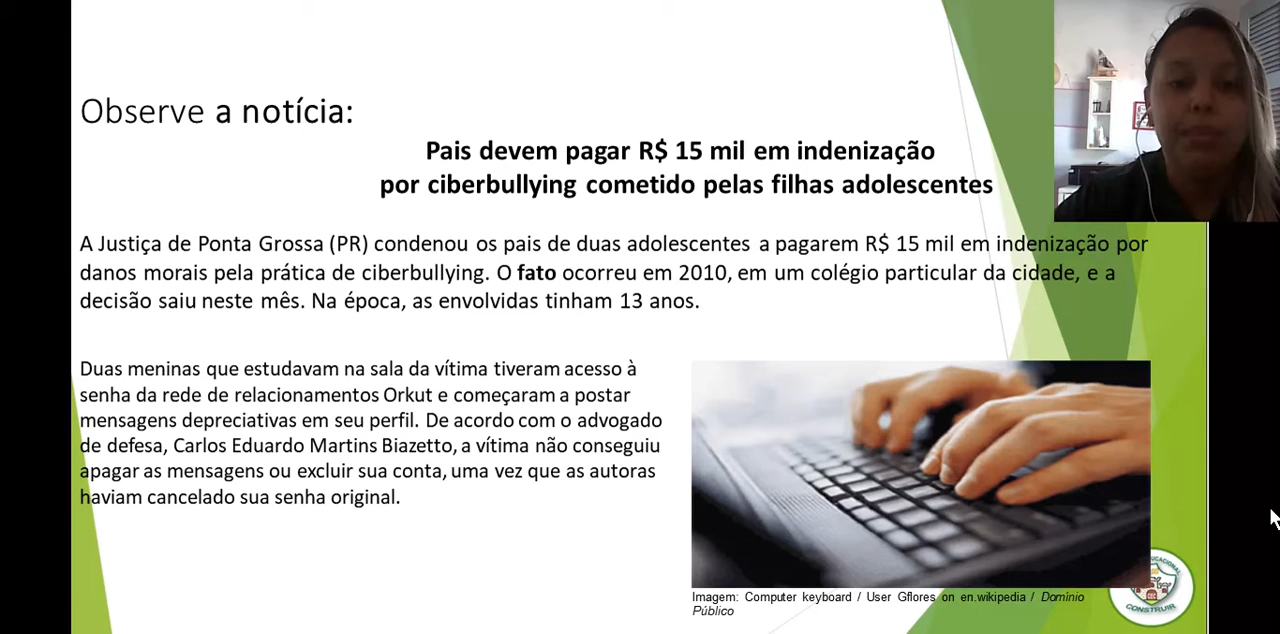 Observe a notícia:
Pais devem pagar R$ 15 mil em indenização
por ciberbullying cometido pelas filhas adolescentes
A Justiça de Ponta Grossa (PR) condenou os pais de duas adolescentes a pagarem R$ 15 mil em indenização por
danos morais pela prática de ciberbullying. O fato ocorreu em 2010, em um colégio particular da cidade, e a
decisão saiu neste mês. Na época, as envolvidas tinham 13 anos.
Duas meninas que estudavam na sala da vítima tiveram acesso à
senha da rede de relacionamentos Orkut e começaram a postar
mensagens depreciativas em seu perfil. De acordo com o advogado
de defesa, Carlos Eduardo Martins Biazetto, a vítima não conseguiu
apagar as mensagens ou excluir sua conta, uma vez que as autoras
haviam cancelado sua senha original.
Imagem: Computer keyboard / User Gflores on en.wikipedia / Domínio
Público
CONSTRUIR